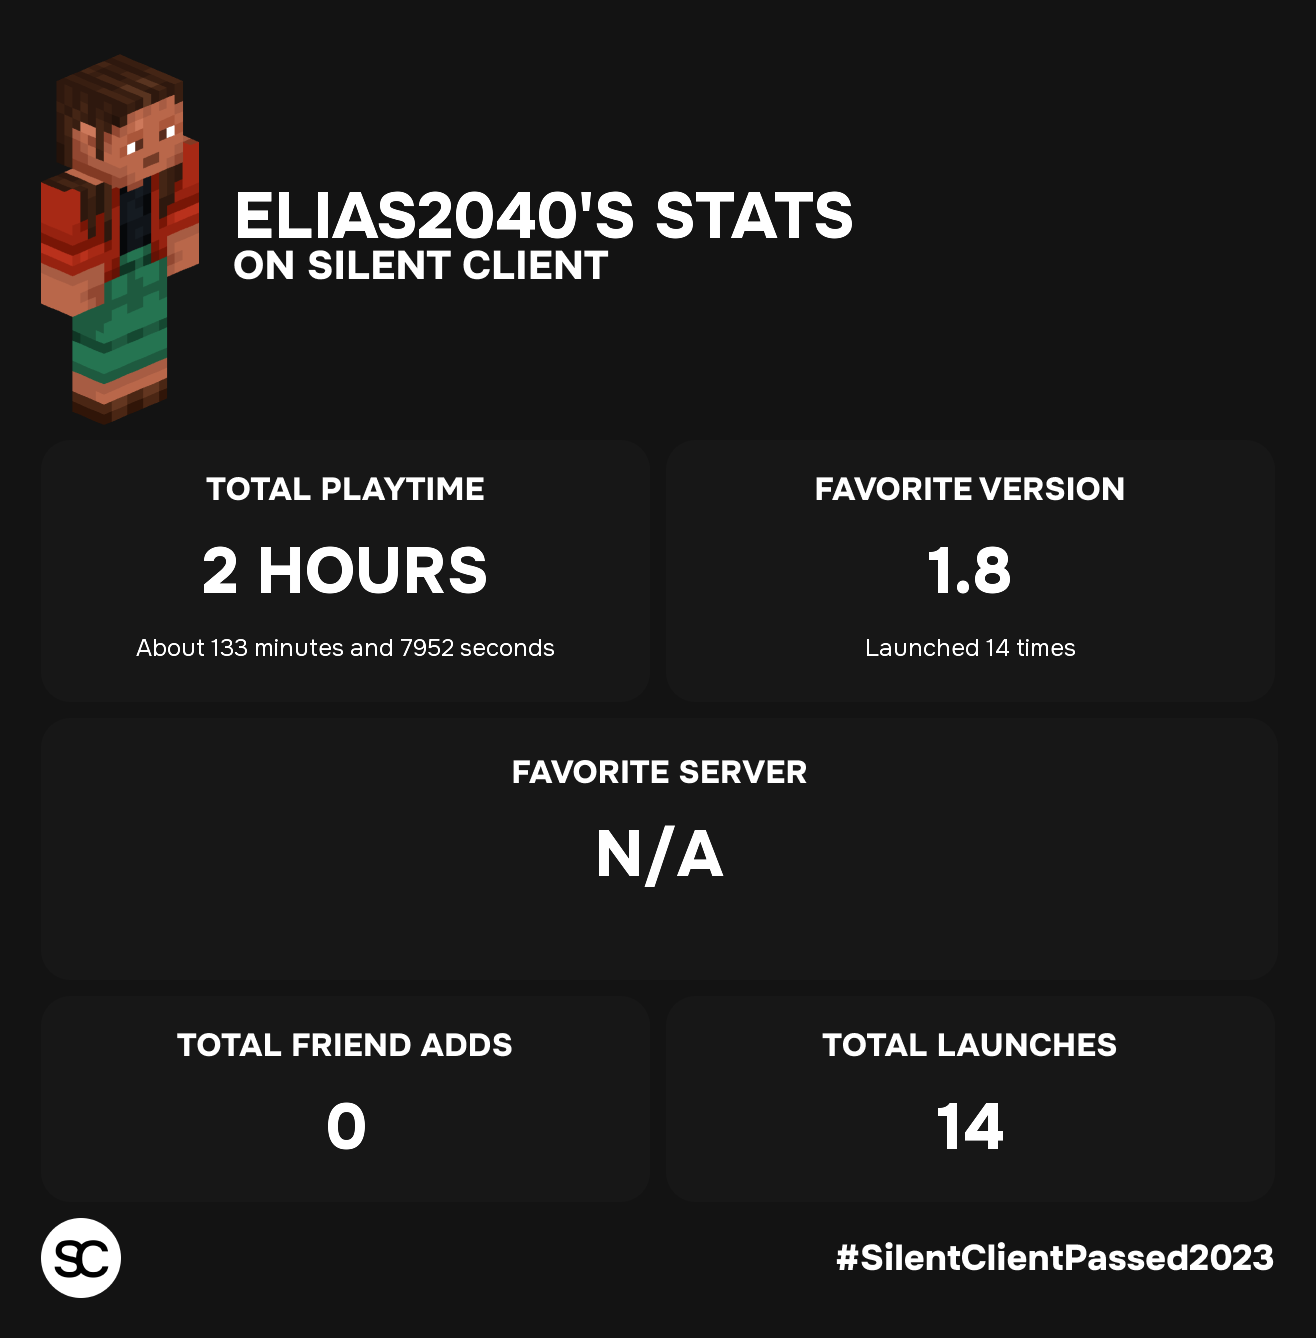 ELIAS2040'S STATS
ON SILENT CLIENT
TOTAL PLAYTIME
2 HOURS
About 133 minutes and 7952 seconds
FAVORITE VERSION
1.8
Launched 14 times
FAVORITE SERVER
N/A
TOTAL FRIEND ADDS
0
TOTAL LAUNCHES
14
SC
#SilentClientPassed2023